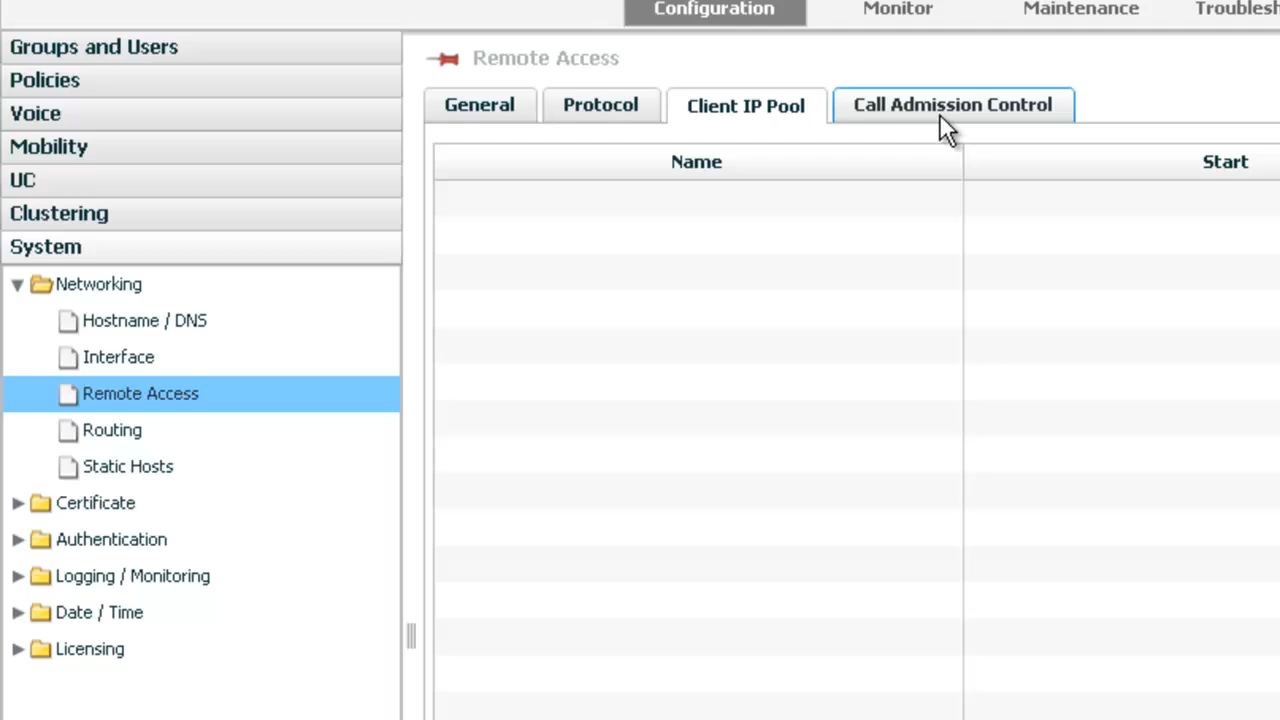 Configuration
Monitor
Maintenance
Groups and Users
Policies
Voice
Mobility
UC
Clustering
System
Networking
Hostname / DNS
Interface
Remote Access
Routing
Static Hosts
Certificate
Authentication
Logging / Monitoring
Date / Time
Licensing
Remote Access
General
Protocol
Client IP Pool
Call Admission Control
Name
Start